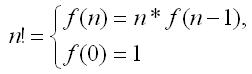 n! = { f(n) = n * f(n−1),
f(0) = 1